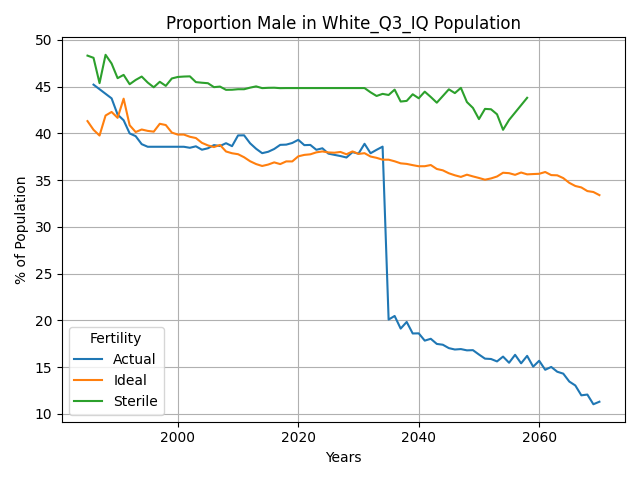 Proportion Male in White_Q3_IQ Population
% of Population
50
45
40
35
30
25
20
15
10
Fertility
Actual
Ideal
Sterile
2000
2020
2040
2060
Years